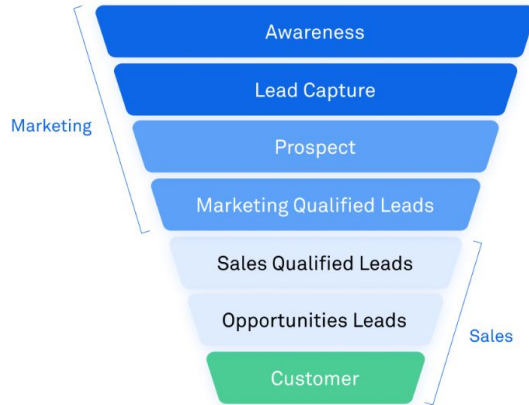 Awareness
Lead Capture
Marketing
Prospect
Marketing Qualified Leads
Sales Qualified Leads
Opportunities Leads
Sales
Customer